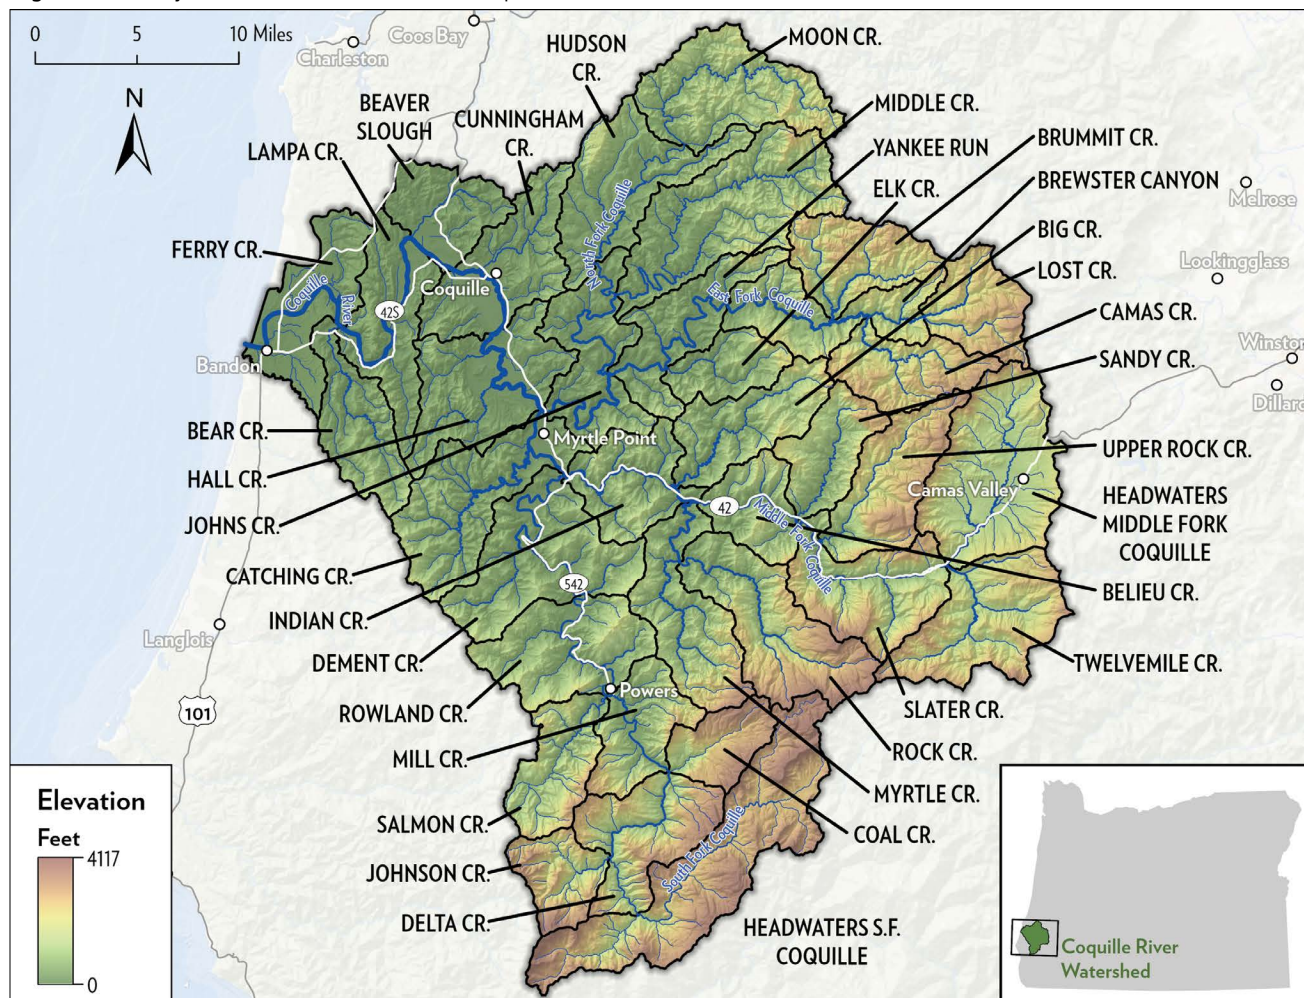 0 5 10 Miles
N
Coos Bay
Charleston
HUDSON
CR.
MOON CR.
BEAVER
SLOUGH
CUNNINGHAM
CR.
MIDDLE CR.
LAMPA CR.
YANKEE RUN
BRUMMIT CR.
ELK CR.
BREWSTER CANYON
Melrose
BIG CR.
FERRY CR.
LOST CR.
Lookingglass
North Fork Coquille
East Fork Coquille
Coquille
River
Coquille
42S
CAMAS CR.
SANDY CR.
Winston
Dillard
Bandon
BEAR CR.
Myrtle Point
UPPER ROCK CR.
HALL CR.
Camas Valley
HEADWATERS
MIDDLE FORK
COQUILLE
JOHNS CR.
42
Middle Fork Coquille
CATCHING CR.
542
BELIEU CR.
INDIAN CR.
Langlois
DEMENT CR.
TWELVEMILE CR.
Powers
101
ROWLAND CR.
SLATER CR.
MILL CR.
ROCK CR.
MYRTLE CR.
SALMON CR.
COAL CR.
South Fork Coquille
JOHNSON CR.
DELTA CR.
HEADWATERS S.F.
COQUILLE
Elevation
Feet
4117
0
Coquille River
Watershed